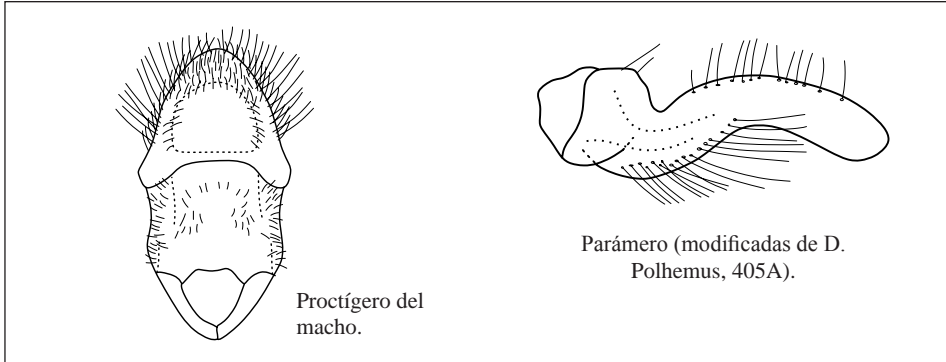 Proctígero del
macho.
Parámero (modificadas de D.
Polhemus, 405A).